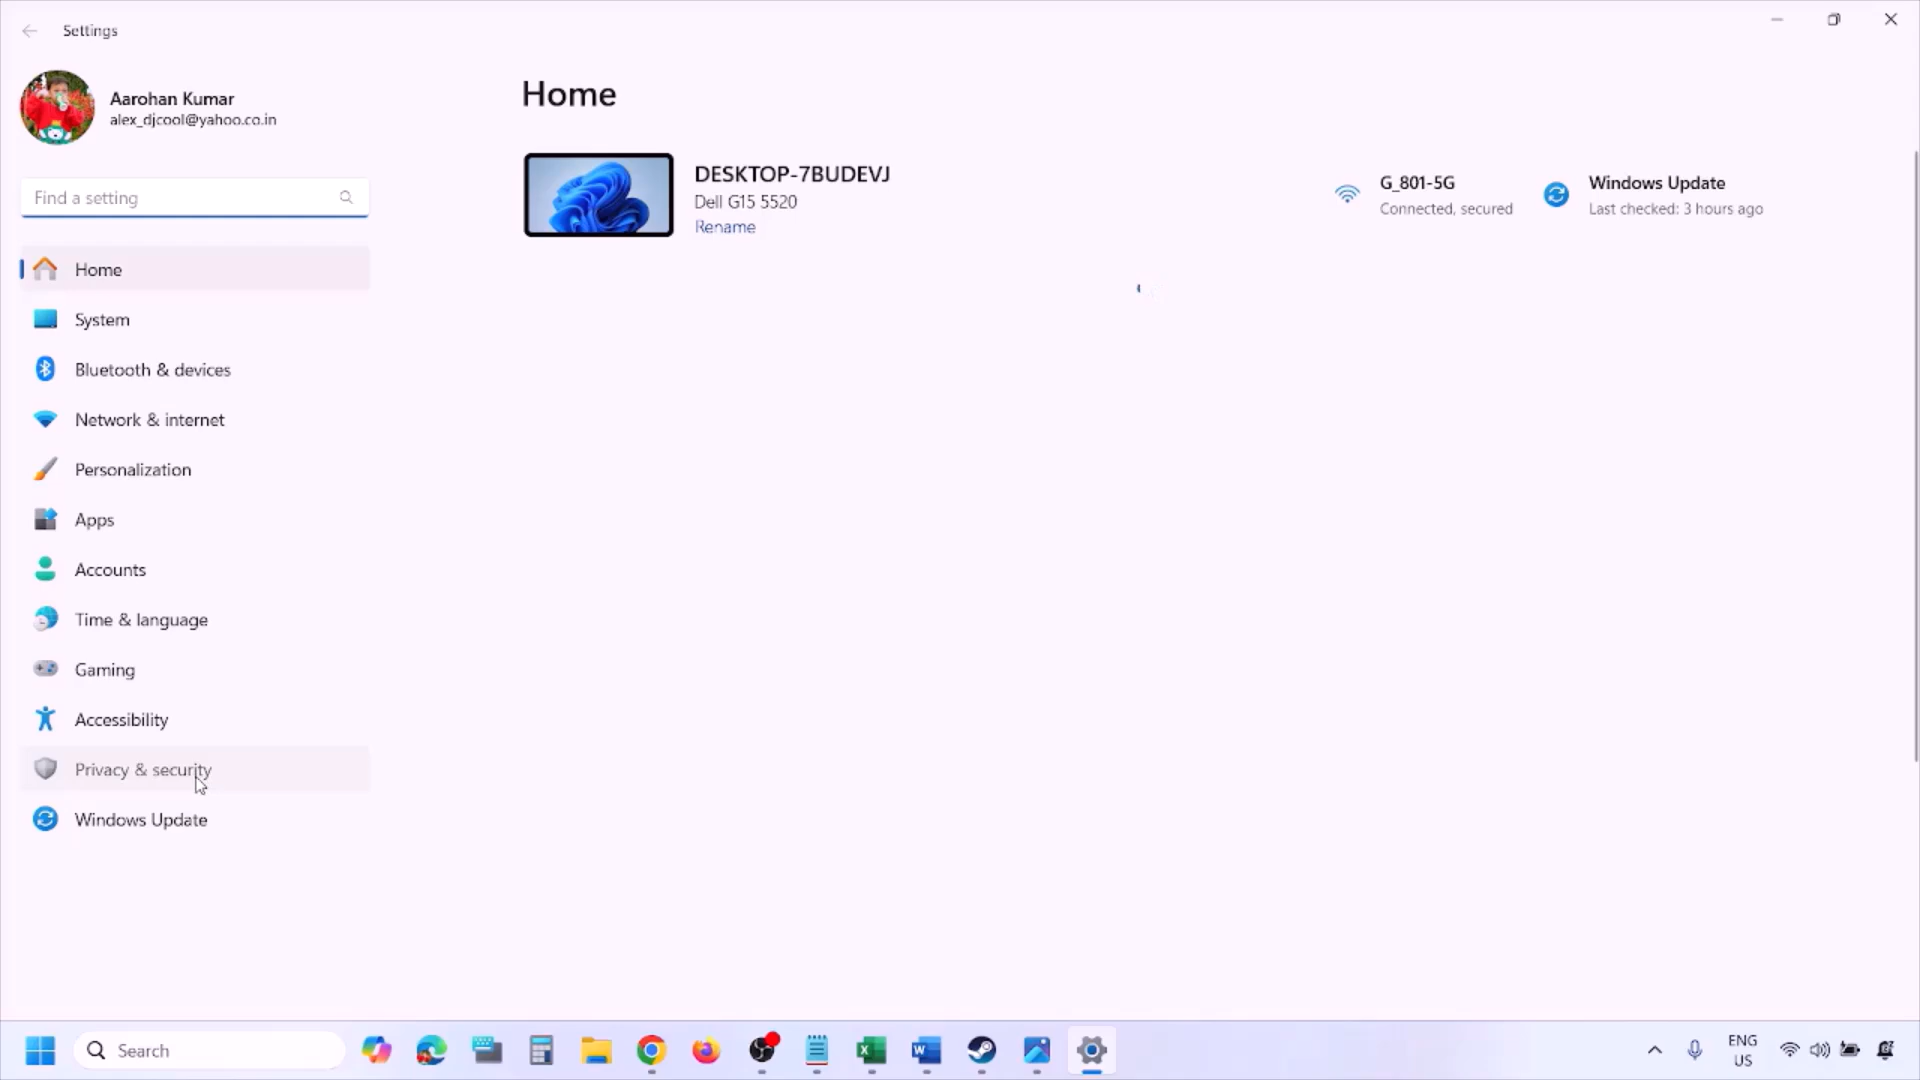 Settings
Aarohan Kumar
alex_djcool@yahoo.co.in
Find a setting
Home
System
Bluetooth & devices
Network & internet
Personalization
Apps
Accounts
Time & language
Gaming
Accessibility
Privacy & security
Windows Update
Home
DESKTOP-7BUDEVJ
Dell G15 5520
Rename
G_801-5G
Connected, secured
Windows Update
Last checked: 3 hours ago
Search
ENG
US